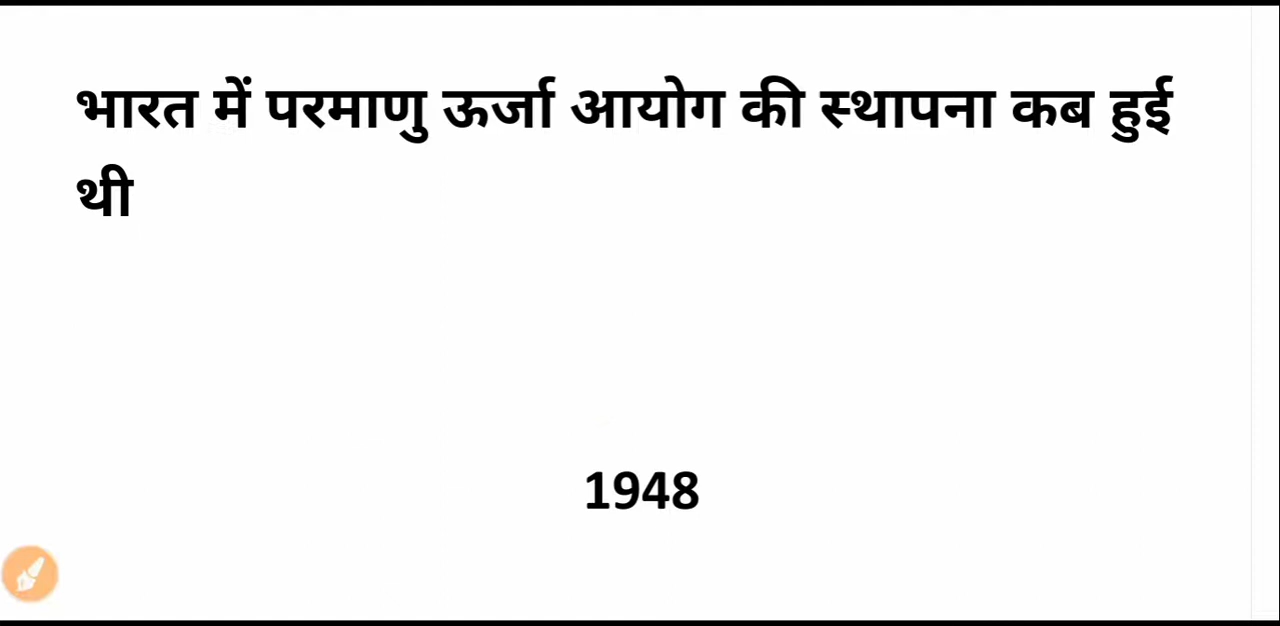 भारत में परमाणु ऊर्जा आयोग की स्थापना कब हुई
थी
1948